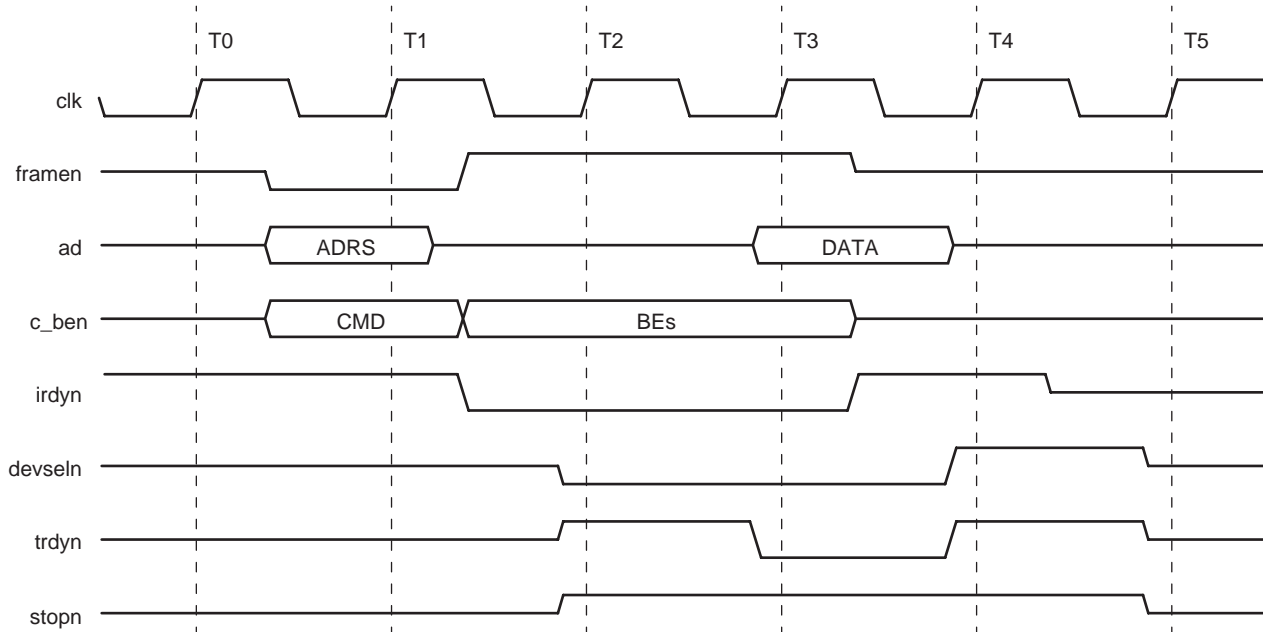 T0 T1 T2 T3 T4 T5
clk
framen
ad ADRS DATA
c_ben CMD BEs
irdyn
devseln
trdyn
stopn